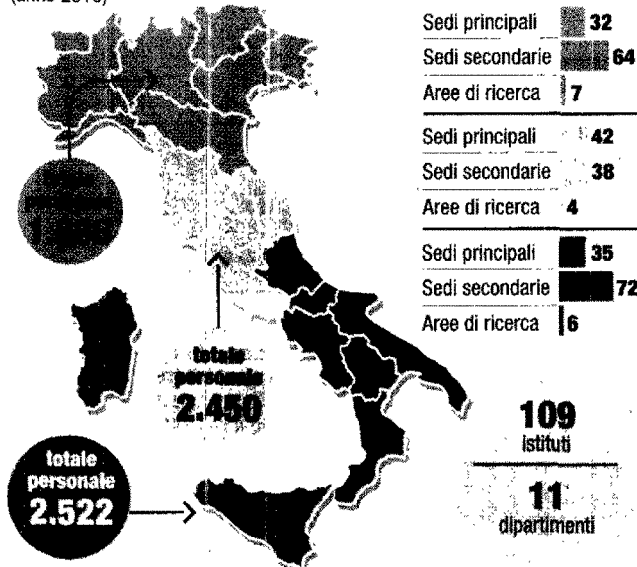 Sedi principali 32
Sedi secondarie 64
Aree di ricerca 7
Sedi principali 42
Sedi secondarie 38
Aree di ricerca 4
Sedi principali 35
Sedi secondarie 72
Aree di ricerca 6
totale
personale
2.450
totale
personale
2.522
109
istituti
11
dipartimenti